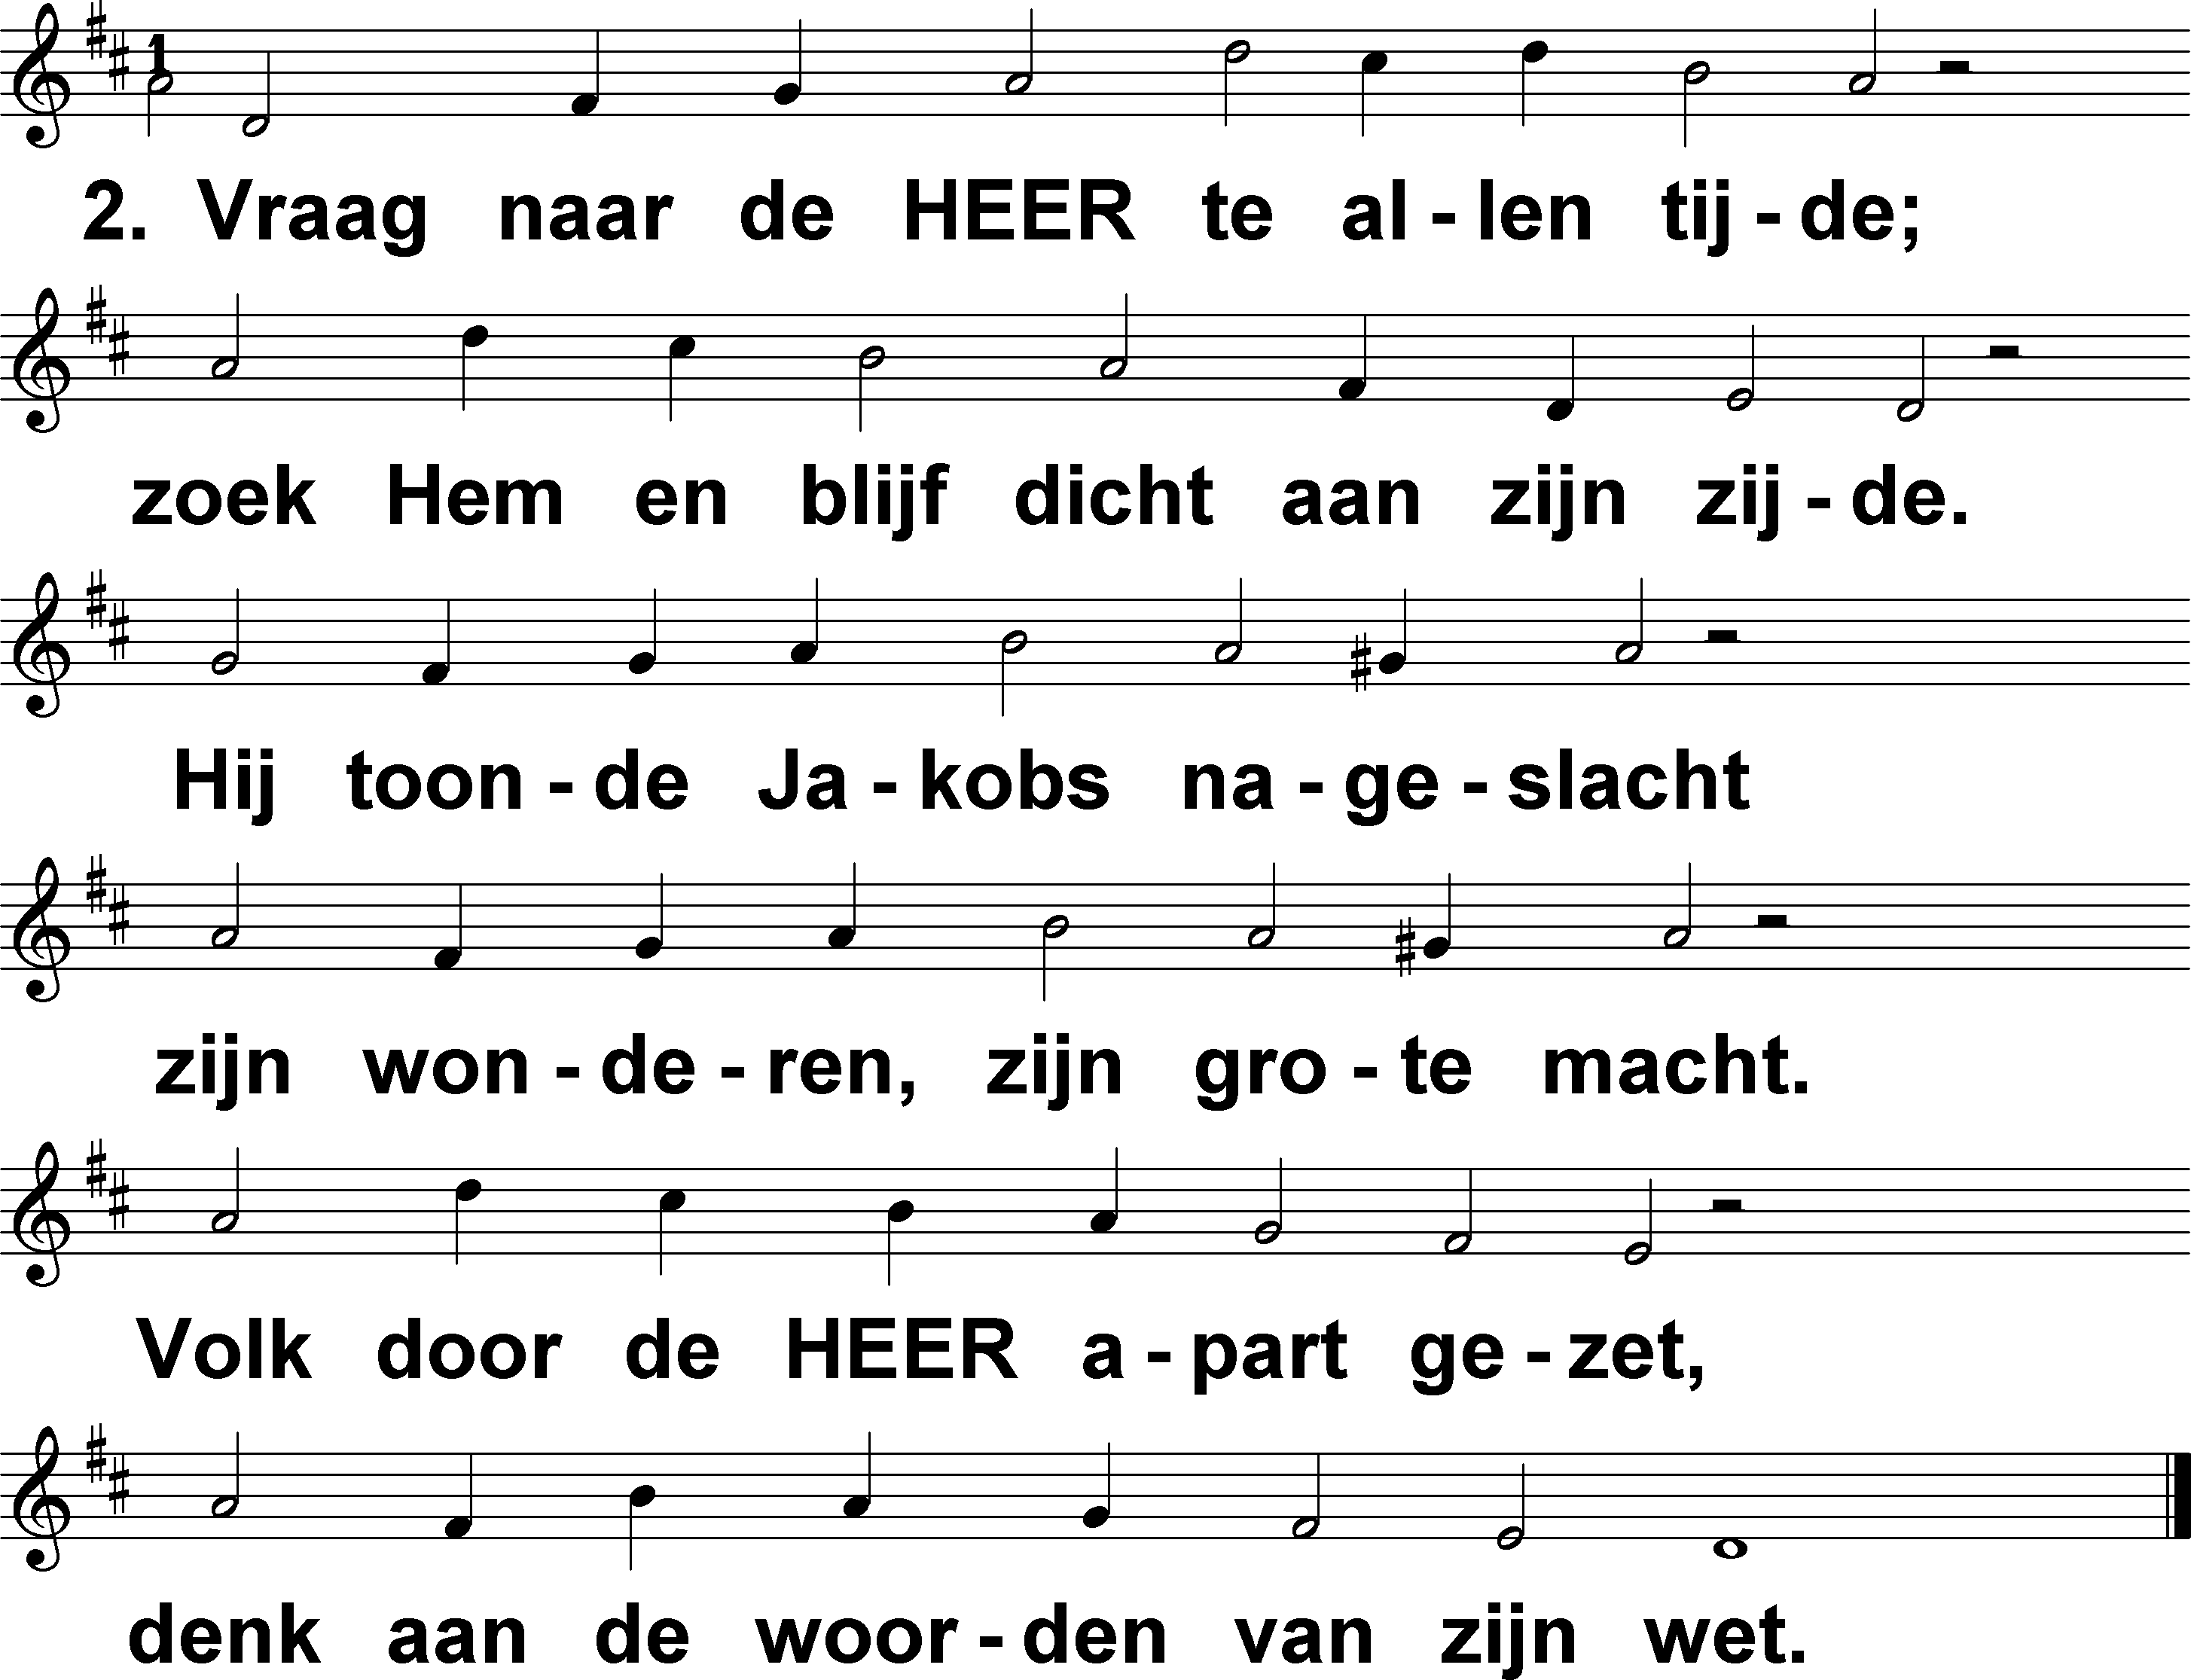 1
2. Vraag naar de HEER te al - len tij - de;
zoek Hem en blijf dicht aan zijn zij - de.
Hij toon - de Ja - kobs na - ge - slacht
zijn won - de - ren, zijn gro - te macht.
Volk door de HEER a - part ge - zet,
denk aan de woor - den van zijn wet.